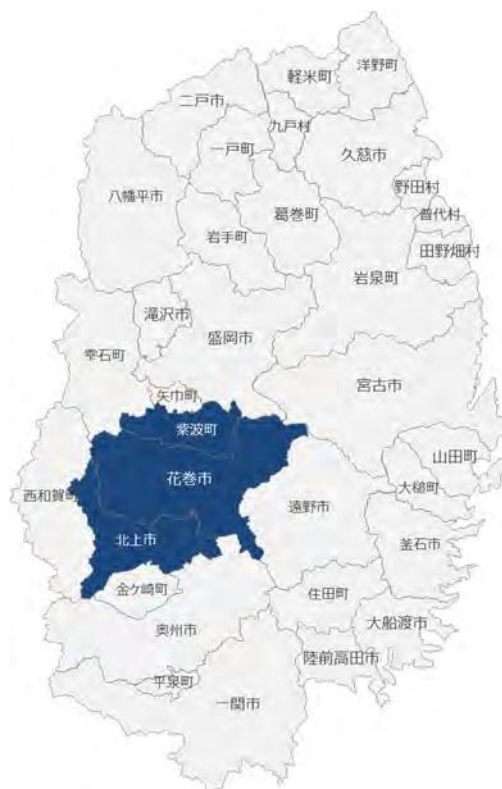 洋野町
軽米町
二戸市
九戸村
一戸町
久慈市
八幡平市
野田村
葛巻町
普代村
岩手町
田野畑村
岩泉町
滝沢市
盛岡市
雫石町
宮古市
矢巾町
紫波町
山田町
花巻市
大槌町
西和賀町
遠野市
北上市
釜石市
金ケ崎町
住田町
奥州市
大船渡市
陸前高田市
平泉町
一関市